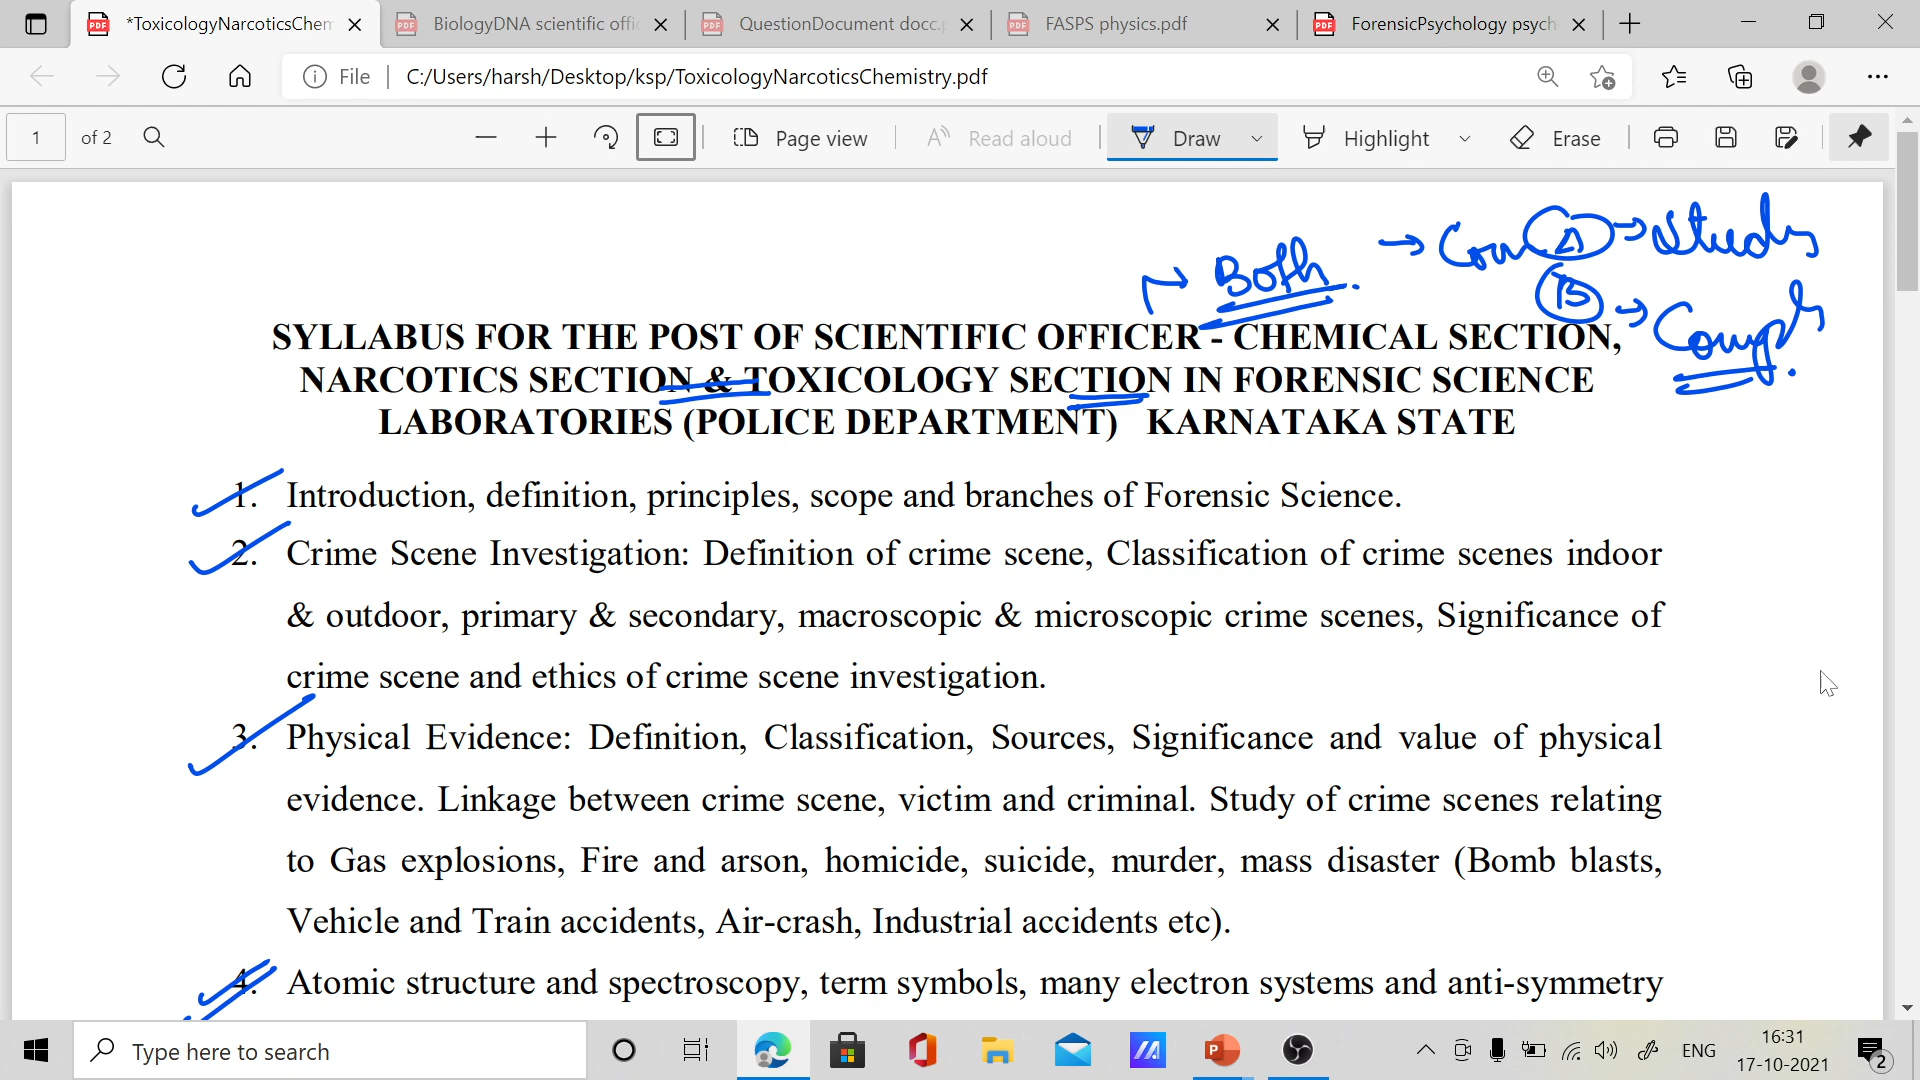 *ToxicologyNarcoticsChem
BiologyDNA scientific offic
QuestionDocument docc.p
FASPS physics.pdf
ForensicPsychology psych
File
C:/Users/harsh/Desktop/ksp/ToxicologyNarcoticsChemistry.pdf
1 of 2
Page view
Read aloud
Draw
Highlight
Erase
Both
A
Study
B
SYLLABUS FOR THE POST OF SCIENTIFIC OFFICER - CHEMICAL SECTION,
NARCOTICS SECTION & TOXICOLOGY SECTION IN FORENSIC SCIENCE
LABORATORIES (POLICE DEPARTMENT) KARNATAKA STATE
1. Introduction, definition, principles, scope and branches of Forensic Science.
2. Crime Scene Investigation: Definition of crime scene, Classification of crime scenes indoor
& outdoor, primary & secondary, macroscopic & microscopic crime scenes, Significance of
crime scene and ethics of crime scene investigation.
3. Physical Evidence: Definition, Classification, Sources, Significance and value of physical
evidence. Linkage between crime scene, victim and criminal. Study of crime scenes relating
to Gas explosions, Fire and arson, homicide, suicide, murder, mass disaster (Bomb blasts,
Vehicle and Train accidents, Air-crash, Industrial accidents etc).
4. Atomic structure and spectroscopy, term symbols, many electron systems and anti-symmetry
Type here to search
ENG
16:31
17-10-2021
2